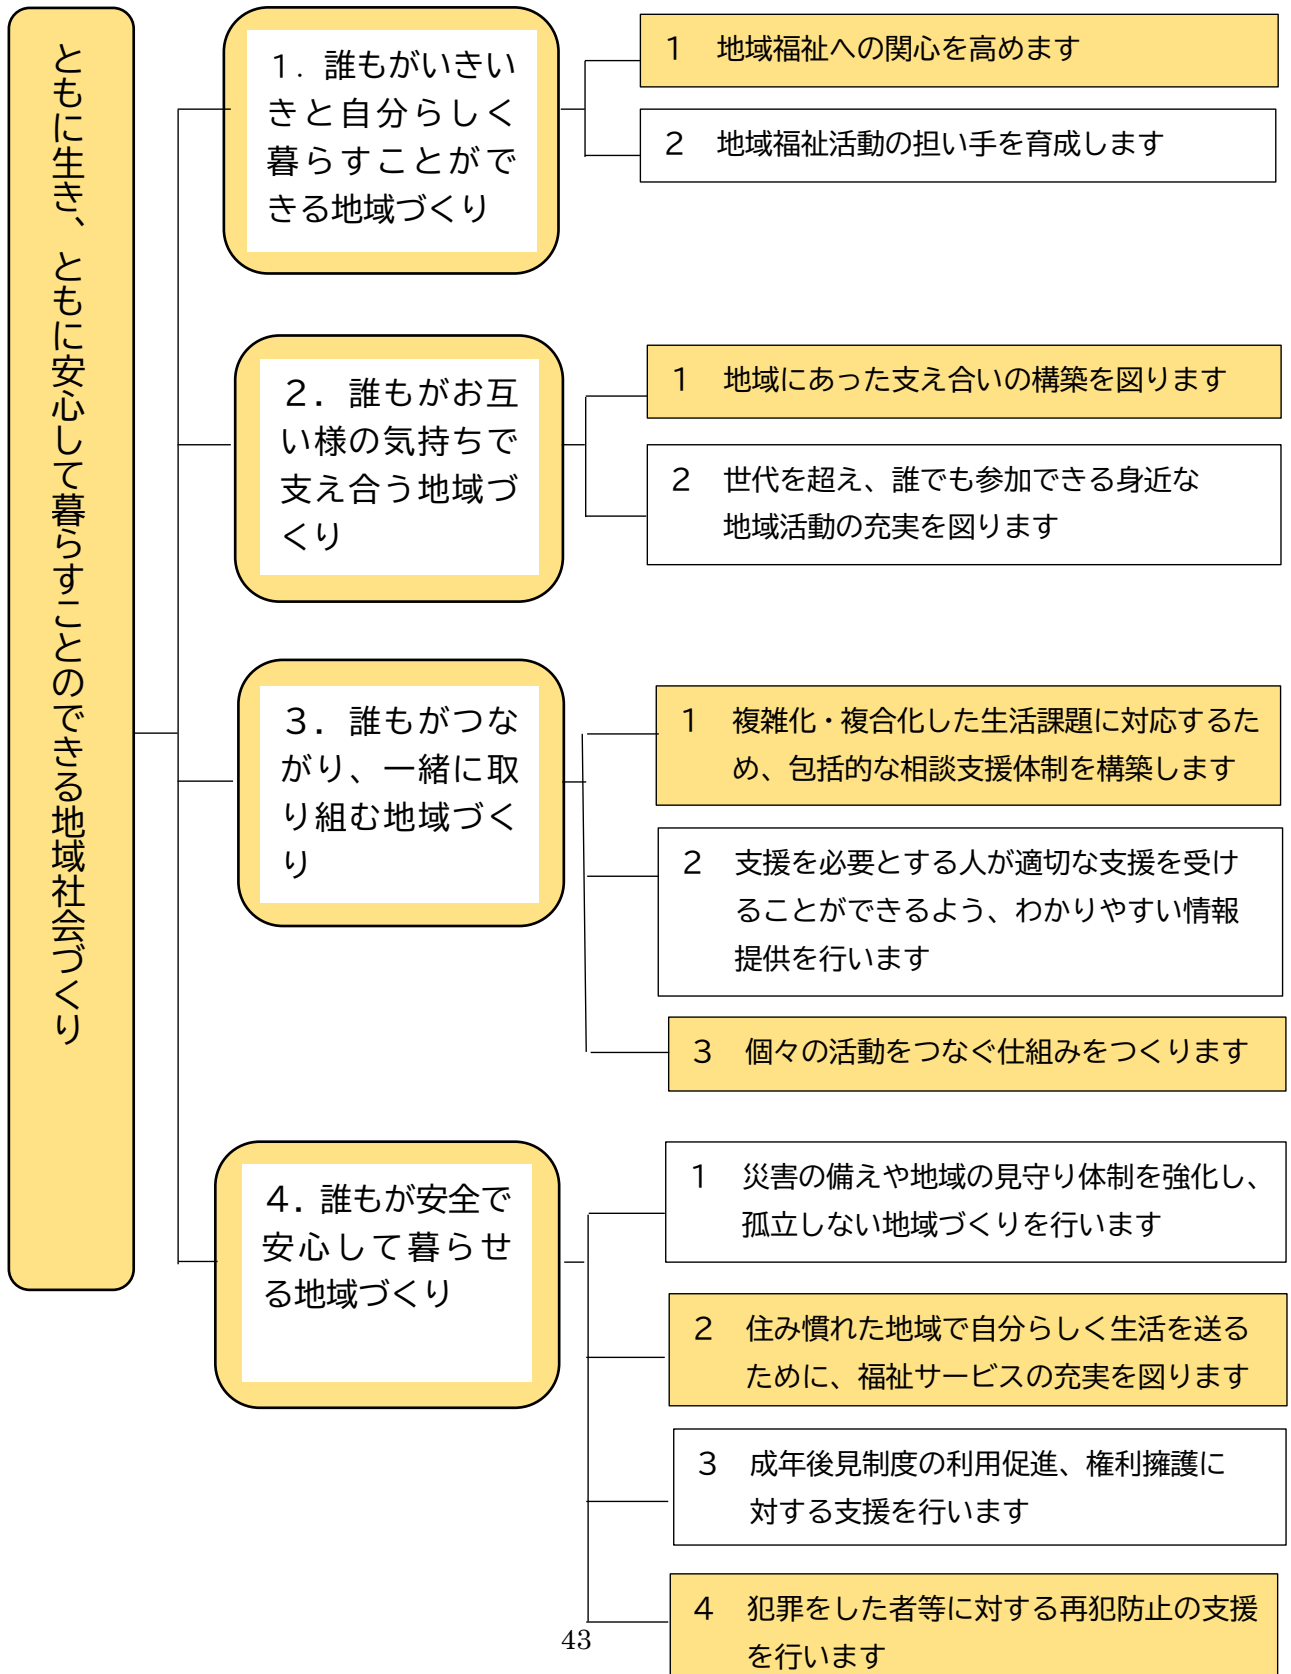 ともに生き、ともに安心して暮らすことのできる地域社会づくり
１. 誰もがいきい
きと自分らしく
暮らすことがで
きる地域づくり
１　地域福祉への関心を高めます
２　地域福祉活動の担い手を育成します
２. 誰もがお互
い様の気持ちで
支え合う地域づ
くり
１　地域にあった支え合いの構築を図ります
２　世代を超え、誰でも参加できる身近な
地域活動の充実を図ります
３. 誰もがつな
がり、一緒に取
り組む地域づく
り
１　複雑化・複合化した生活課題に対応するた
め、包括的な相談支援体制を構築します
２　支援を必要とする人が適切な支援を受け
ることができるよう、わかりやすい情報
提供を行います
３　個々の活動をつなぐ仕組みをつくります
４. 誰もが安全で
安心して暮らせ
る地域づくり
１　災害の備えや地域の見守り体制を強化し、
孤立しない地域づくりを行います
２　住み慣れた地域で自分らしく生活を送る
ために、福祉サービスの充実を図ります
３　成年後見制度の利用促進、権利擁護に
対する支援を行います
４　犯罪をした者等に対する再犯防止の支援
を行います
43